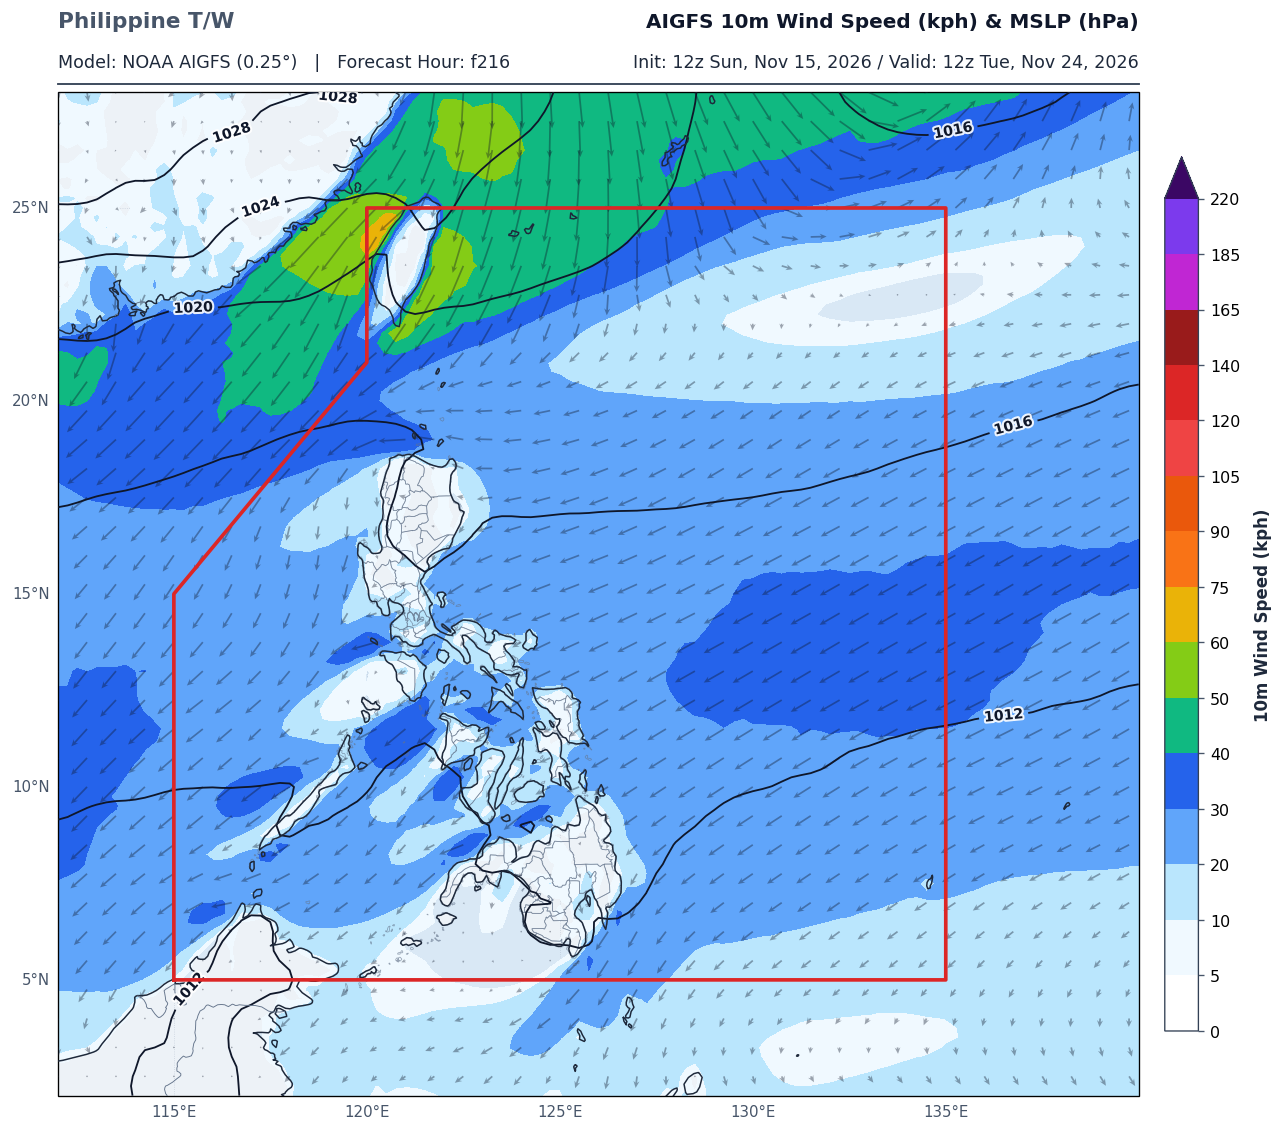 Philippine T/W
AIGFS 10m Wind Speed (kph) & MSLP (hPa)
Model: NOAA AIGFS (0.25°) | Forecast Hour: f216
Init: 12z Sun, Nov 15, 2026 / Valid: 12z Tue, Nov 24, 2026
1028
1028
1016
1024
1020
1016
1012
1012
25°N
20°N
15°N
10°N
5°N
115°E
120°E
125°E
130°E
135°E
220
185
165
140
120
105
90
75
60
50
40
30
20
10
5
0
10m Wind Speed (kph)